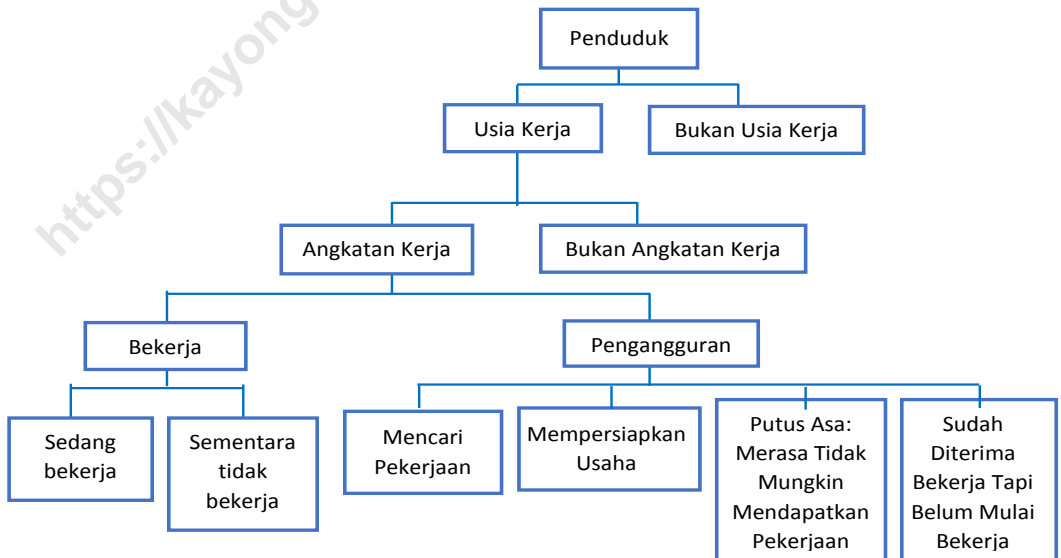 https://kayong
Penduduk
Usia Kerja
Bukan Usia Kerja
Angkatan Kerja
Bukan Angkatan Kerja
Bekerja
Pengangguran
Sedang
bekerja
Sementara
tidak
bekerja
Mencari
Pekerjaan
Mempersiapkan
Usaha
Putus Asa:
Merasa Tidak
Mungkin
Mendapatkan
Pekerjaan
Sudah
Diterima
Bekerja Tapi
Belum Mulai
Bekerja